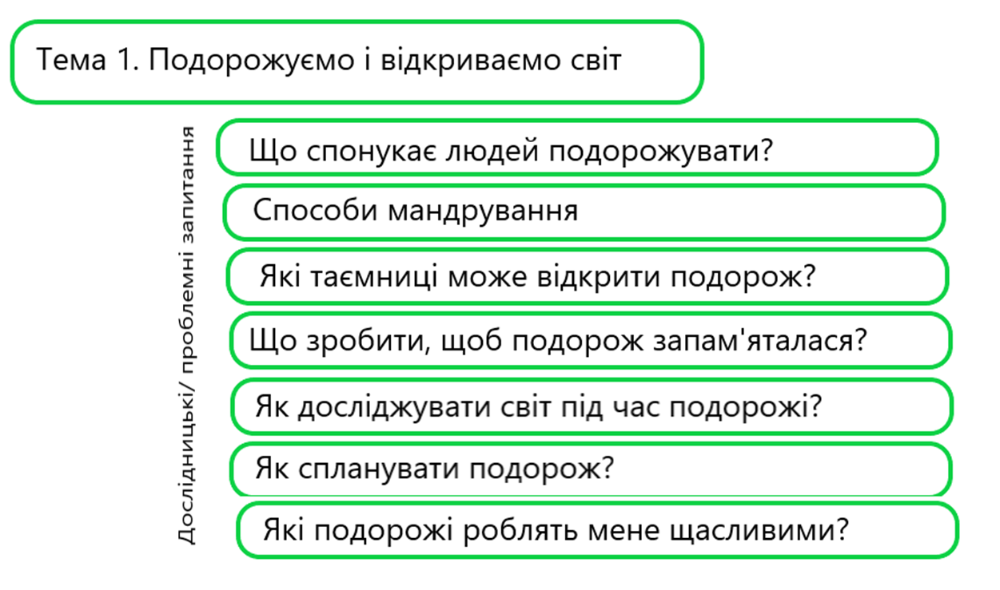 Тема 1. Подорожуємо і відкриваємо світ
Дослідницькі/ проблемні запитання
Що спонукає людей подорожувати?
Способи мандрування
Які таємниці може відкрити подорож?
Що зробити, щоб подорож запам'яталася?
Як досліджувати світ під час подорожі?
Як спланувати подорож?
Які подорожі роблять мене щасливими?